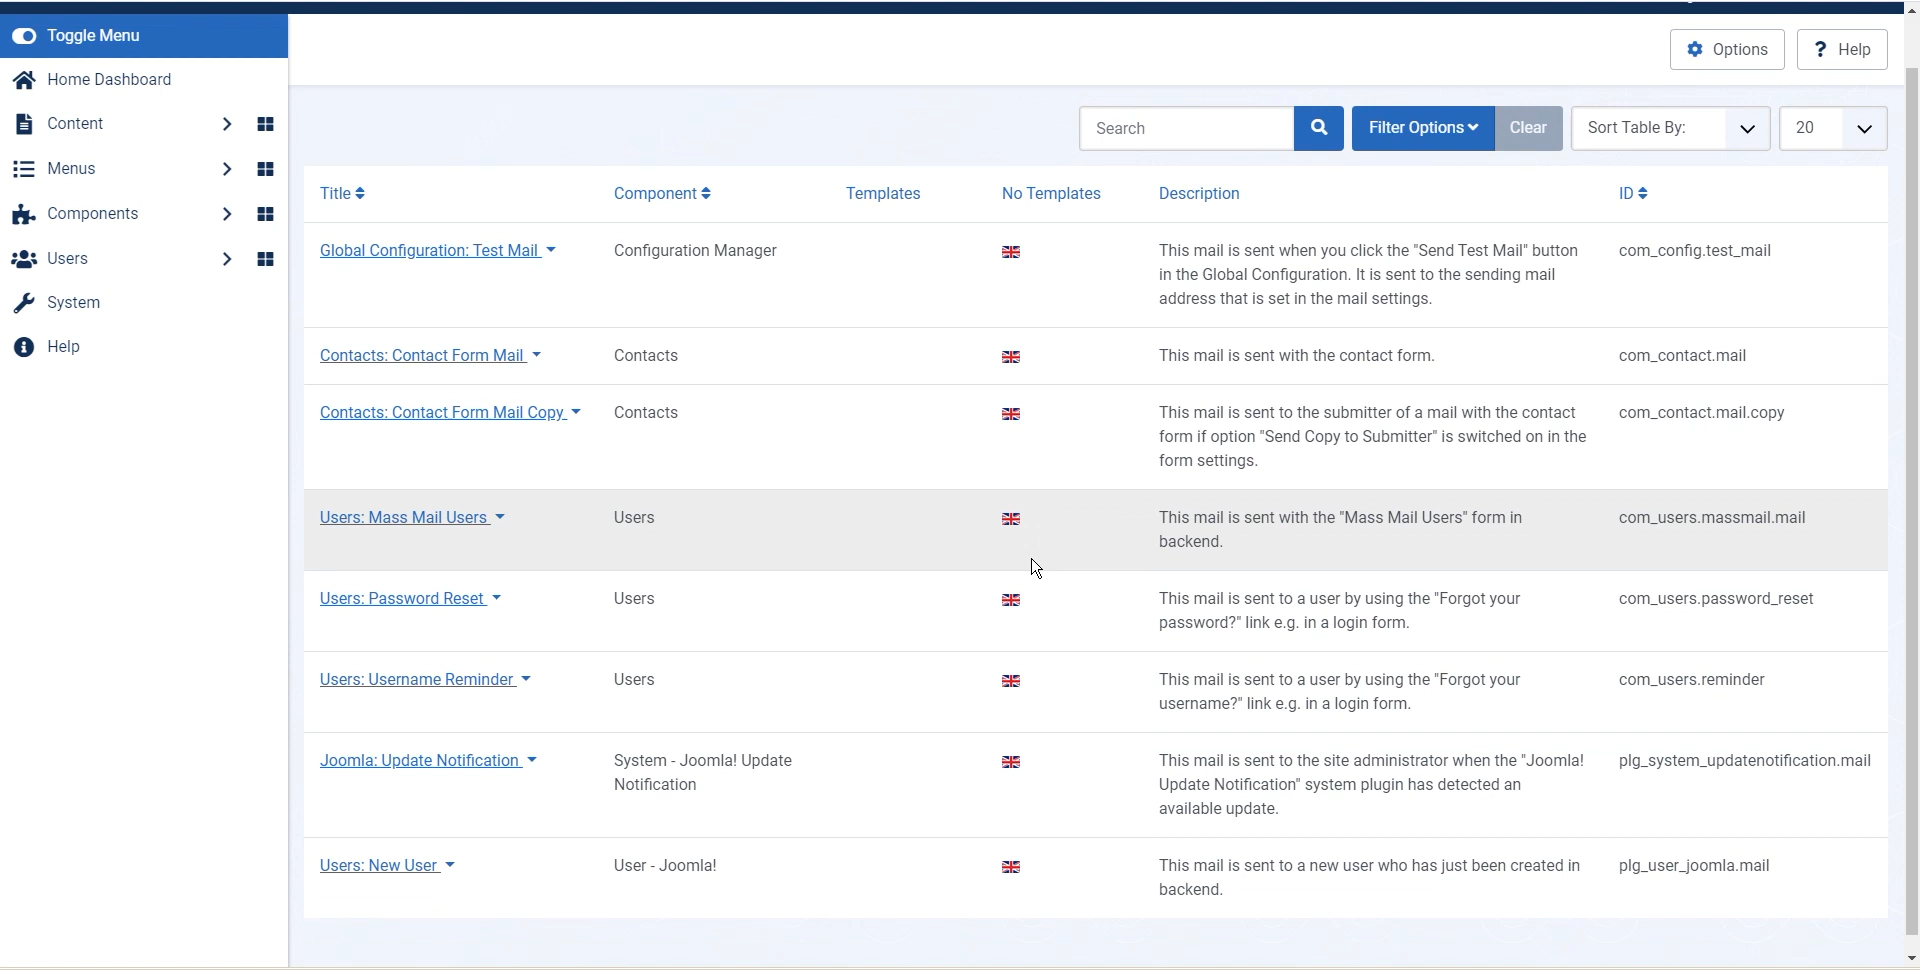 Toggle Menu
Home Dashboard
Content
Menus
Components
Users
System
Help
Options
? Help
Search
Filter Options
Clear
Sort Table By:
20
Title
Component
Templates
No Templates
Description
ID
Global Configuration: Test Mail
Configuration Manager
This mail is sent when you click the "Send Test Mail" button
in the Global Configuration. It is sent to the sending mail
address that is set in the mail settings.
com_config.test_mail
Contacts: Contact Form Mail
Contacts
This mail is sent with the contact form.
com_contact.mail
Contacts: Contact Form Mail Copy
Contacts
This mail is sent to the submitter of a mail with the contact
form if option "Send Copy to Submitter" is switched on in the
form settings.
com_contact.mail.copy
Users: Mass Mail Users
Users
This mail is sent with the "Mass Mail Users" form in
backend.
com_users.massmail.mail
Users: Password Reset
Users
This mail is sent to a user by using the "Forgot your
password?" link e.g. in a login form.
com_users.password_reset
Users: Username Reminder
Users
This mail is sent to a user by using the "Forgot your
username?" link e.g. in a login form.
com_users.reminder
Joomla: Update Notification
System - Joomla! Update
Notification
This mail is sent to the site administrator when the "Joomla!
Update Notification" system plugin has detected an
available update.
plg_system_updatenotification.mail
Users: New User
User - Joomla!
This mail is sent to a new user who has just been created in
backend.
plg_user_joomla.mail